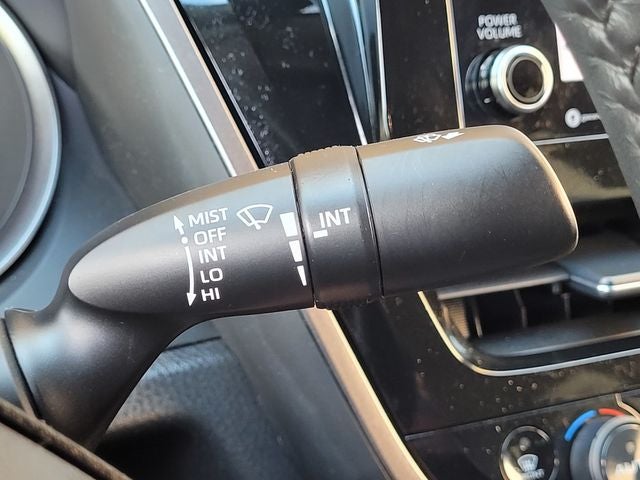 POWER
VOLUME
MIST
OFF
INT
LO
HI
INT